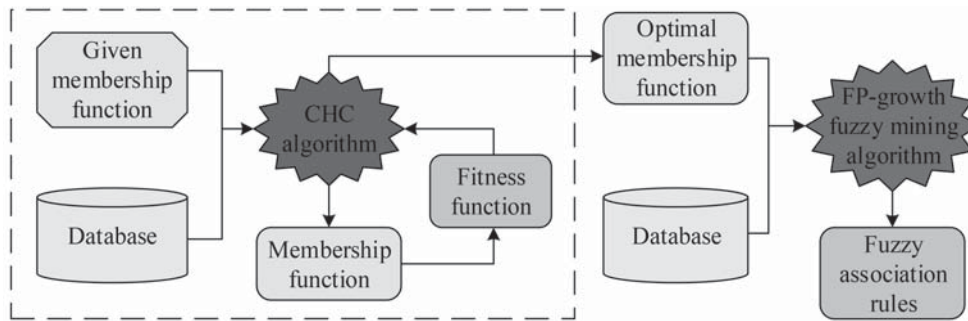 Given
membership
function
Database
CHC
algorithm
Membership
function
Fitness
function
Optimal
membership
function
Database
FP-growth
fuzzy mining
algorithm
Fuzzy
association
rules